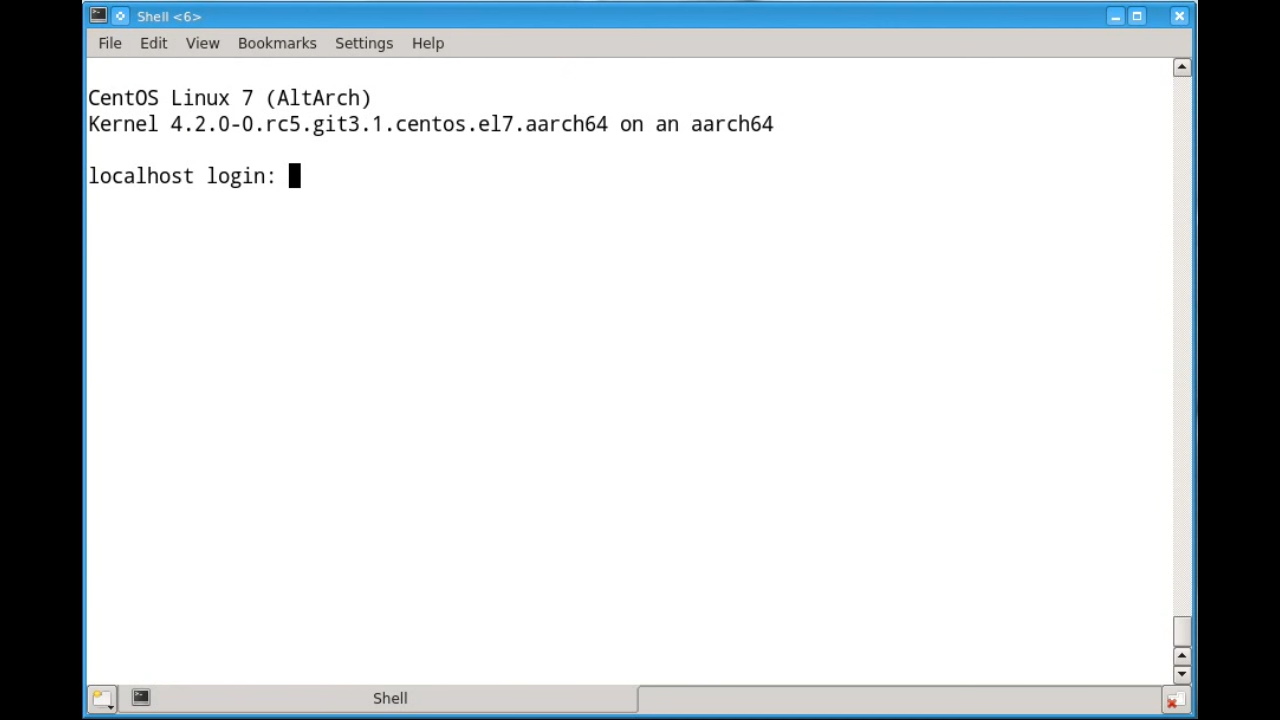 Shell <6>
File Edit View Bookmarks Settings Help
CentOS Linux 7 (AltArch)
Kernel 4.2.0-0.rc5.git3.1.centos.el7.aarch64 on an aarch64
localhost login:
Shell